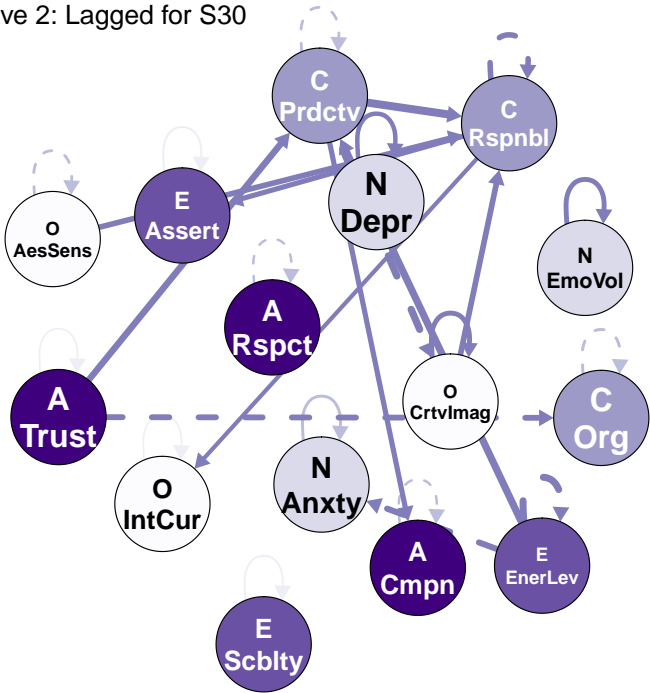 ve 2: Lagged for S30
C
Prdctv
C
Rspnbl
N
Depr
E
Assert
O
AesSens
N
EmoVol
A
Rspct
O
CrtvImag
A
Trust
C
Org
N
Anxty
O
IntCur
A
Cmpn
E
EnerLev
E
Scblty